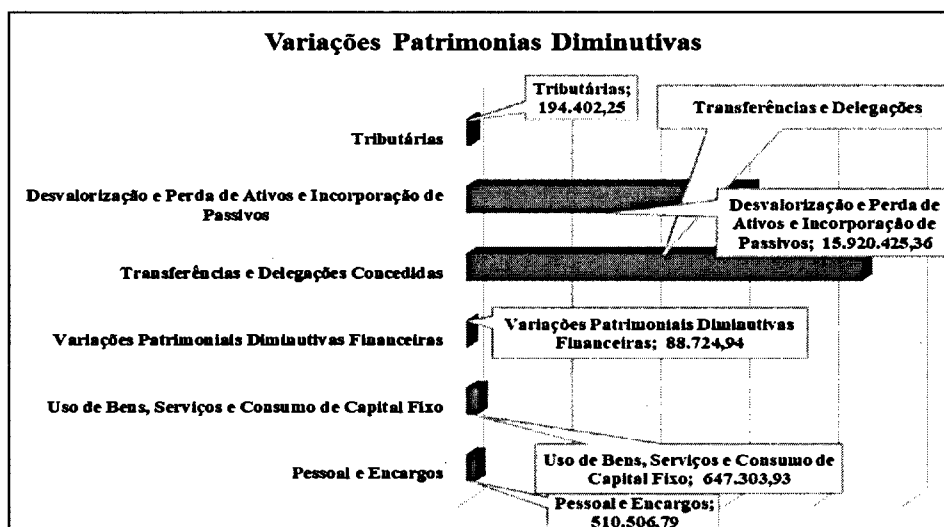 Variações Patrimonias Diminutivas
Tributárias;
194.402,25
Transferências e Delegações
Tributárias
Desvalorização e Perda de Ativos e Incorporação de
Passivos
Desvalorização e Perda de
Ativos e Incorporação de
Passivos; 15.920.425,36
Transferências e Delegações Concedidas
Variações Patrimoniais Diminutivas Financeiras
Variações Patrimoniais Diminutivas
Financeiras; 88.724,94
Uso de Bens, Serviços e Consumo de Capital Fixo
Uso de Bens, Serviços e Consumo de
Capital Fixo; 647.303,93
Pessoal e Encargos
Pessoal e Encargos;
510.506,79